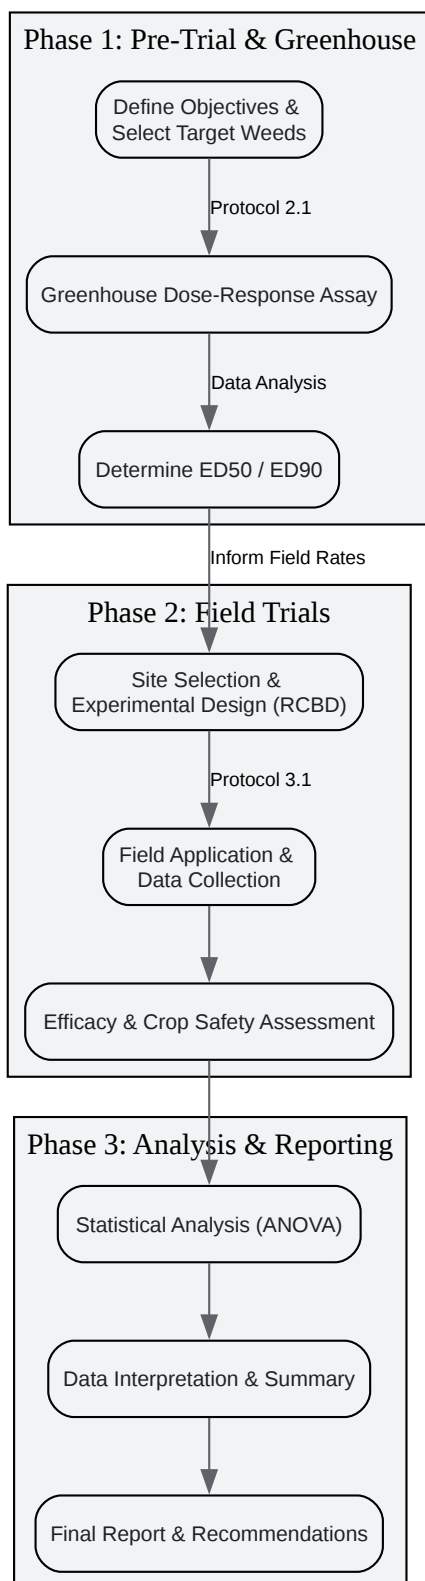 Phase 1: Pre-Trial & Greenhouse
Define Objectives &
Select Target Weeds
Protocol 2.1
Greenhouse Dose-Response Assay
Data Analysis
Determine ED50 / ED90
Inform Field Rates
Phase 2: Field Trials
Site Selection &
Experimental Design (RCBD)
Protocol 3.1
Field Application &
Data Collection
Efficacy & Crop Safety Assessment
Phase 3: Analysis & Reporting
Statistical Analysis (ANOVA)
Data Interpretation & Summary
Final Report & Recommendations